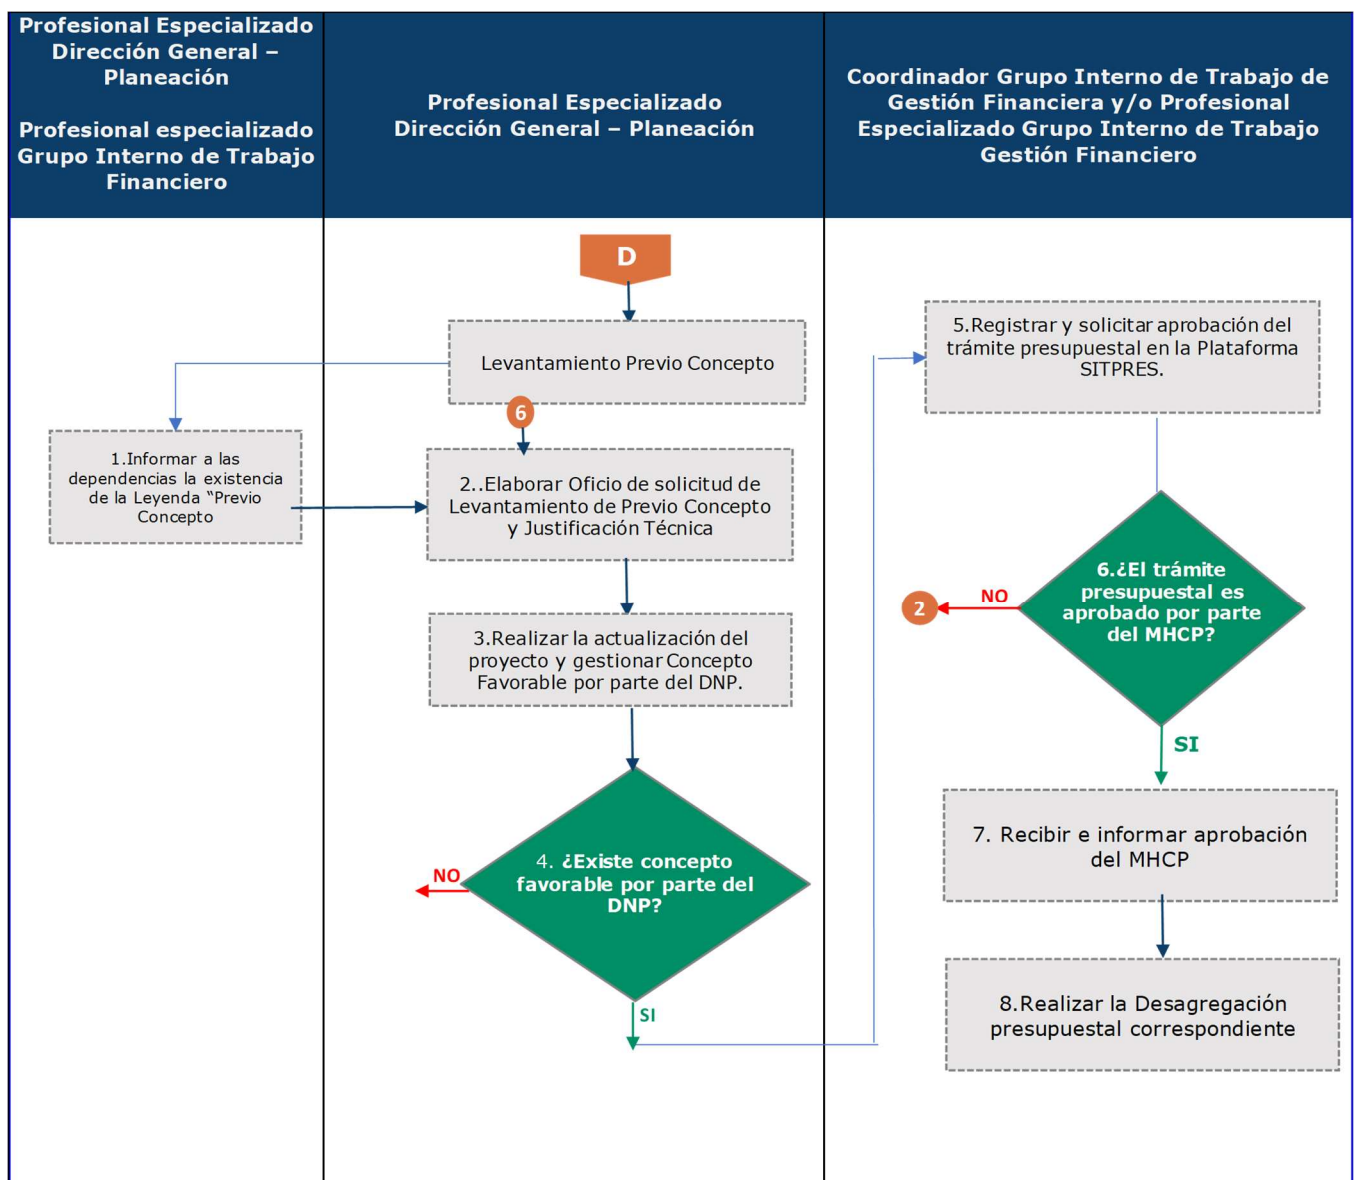 Profesional Especializado
Dirección General –
Planeación
Profesional especializado
Grupo Interno de Trabajo
Financiero
Profesional Especializado
Dirección General – Planeación
Coordinador Grupo Interno de Trabajo de
Gestión Financiera y/o Profesional
Especializado Grupo Interno de Trabajo
Gestión Financiero
D
Levantamiento Previo Concepto
6
1.Informar a las
dependencias la existencia
de la Leyenda “Previo
Concepto
2..Elaborar Oficio de solicitud de
Levantamiento de Previo Concepto
y Justificación Técnica
3.Realizar la actualización del
proyecto y gestionar Concepto
Favorable por parte del DNP.
4. ¿Existe concepto
favorable por parte del
DNP?
NO
SI
5.Registrar y solicitar aprobación del
trámite presupuestal en la Plataforma
SITPRES.
6.¿El trámite
presupuestal es
aprobado por parte
del MHCP?
NO
2
SI
7. Recibir e informar aprobación
del MHCP
8.Realizar la Desagregación
presupuestal correspondiente